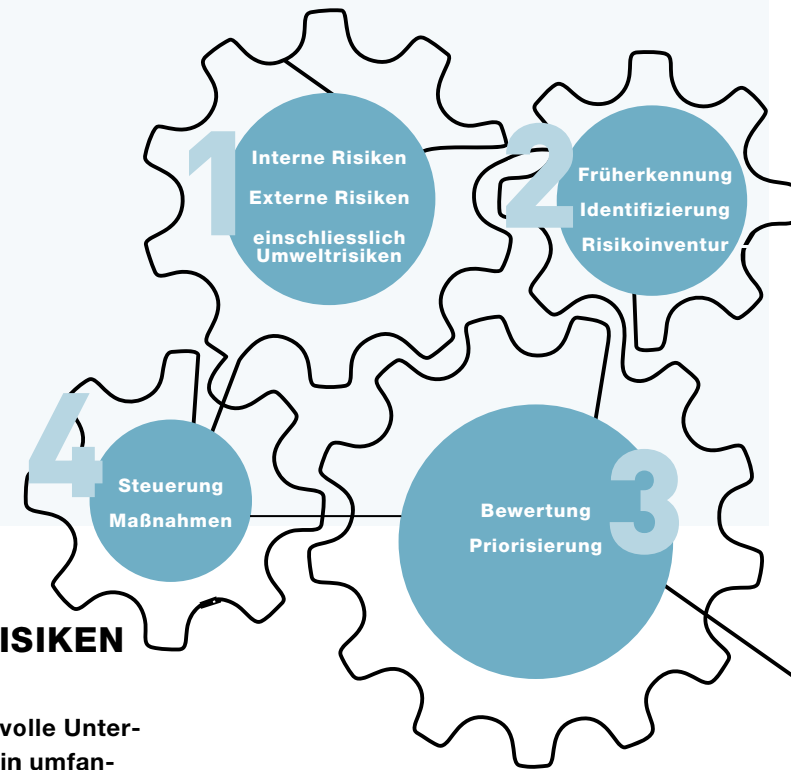 1
Interne Risiken
Externe Risiken
einschliesslich
Umweltrisiken
2
Früherkennung
Identifizierung
Risikoinventur
4
Steuerung
Maßnahmen
3
Bewertung
Priorisierung
ISIKEN
volle Unter-
in umfan-